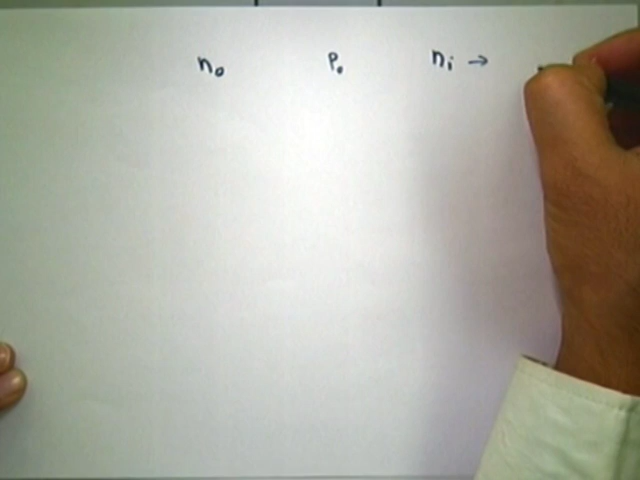 n₀ P₀ nᵢ →